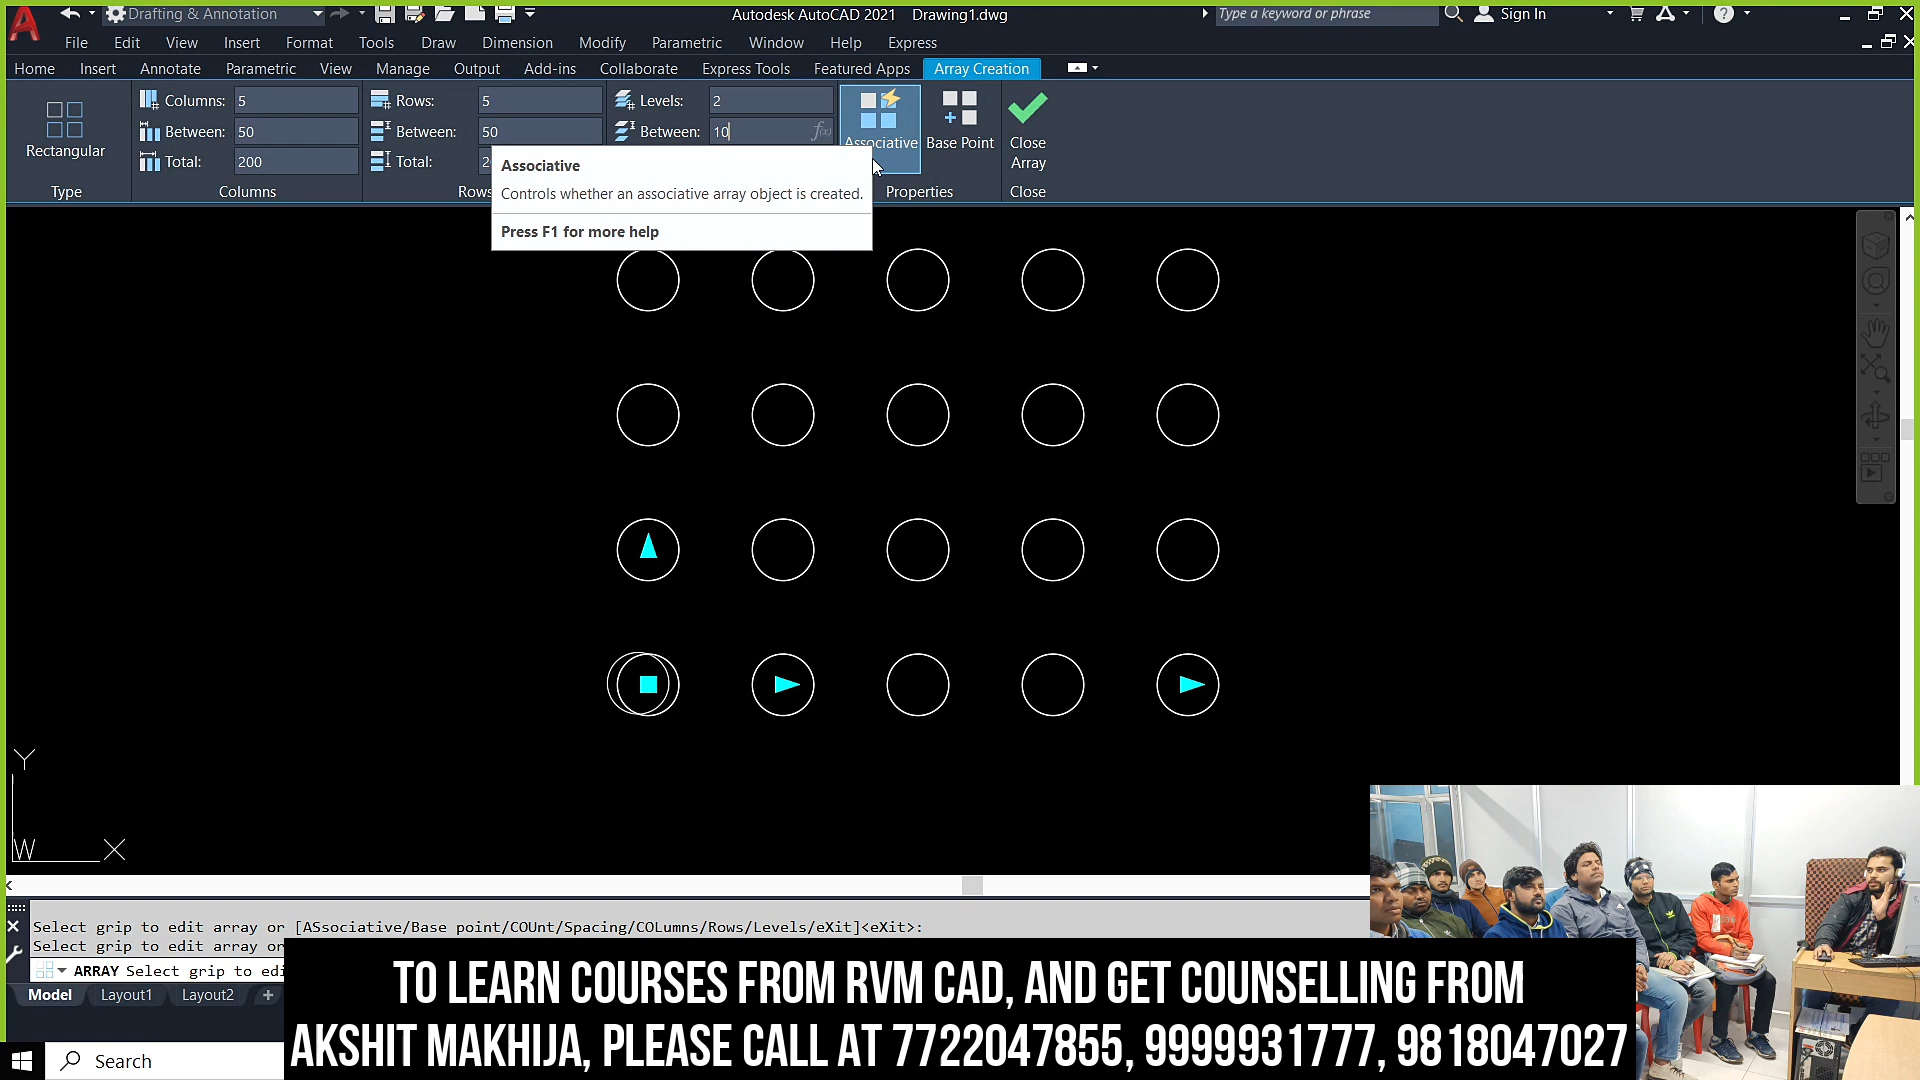 Drafting & Annotation
Autodesk AutoCAD 2021 Drawing1.dwg
Type a keyword or phrase
Sign In
File Edit View Insert Format Tools Draw Dimension Modify Parametric Window Help Express
Home Insert Annotate Parametric View Manage Output Add-ins Collaborate Express Tools Featured Apps Array Creation
Columns: 5 Rows: 5 Levels: 2
Between: 50 Between: 50 Between: 10 f(x)
Rectangular Associative Base Point Close
Array
Total: 200 Total: 2
Type Columns Rows Properties Close
Associative
Controls whether an associative array object is created.
Press F1 for more help
Y
W X
Select grip to edit array or [ASsociative/Base point/COUnt/Spacing/COLumns/Rows/Levels/eXit]<eXit>:
Select grip to edit array or
ARRAY Select grip to edi
Model Layout1 Layout2 +
TO LEARN COURSES FROM RVM CAD, AND GET COUNSELLING FROM
AKSHIT MAKHIJA, PLEASE CALL AT 7722047855, 9999931777, 9818047027
Search